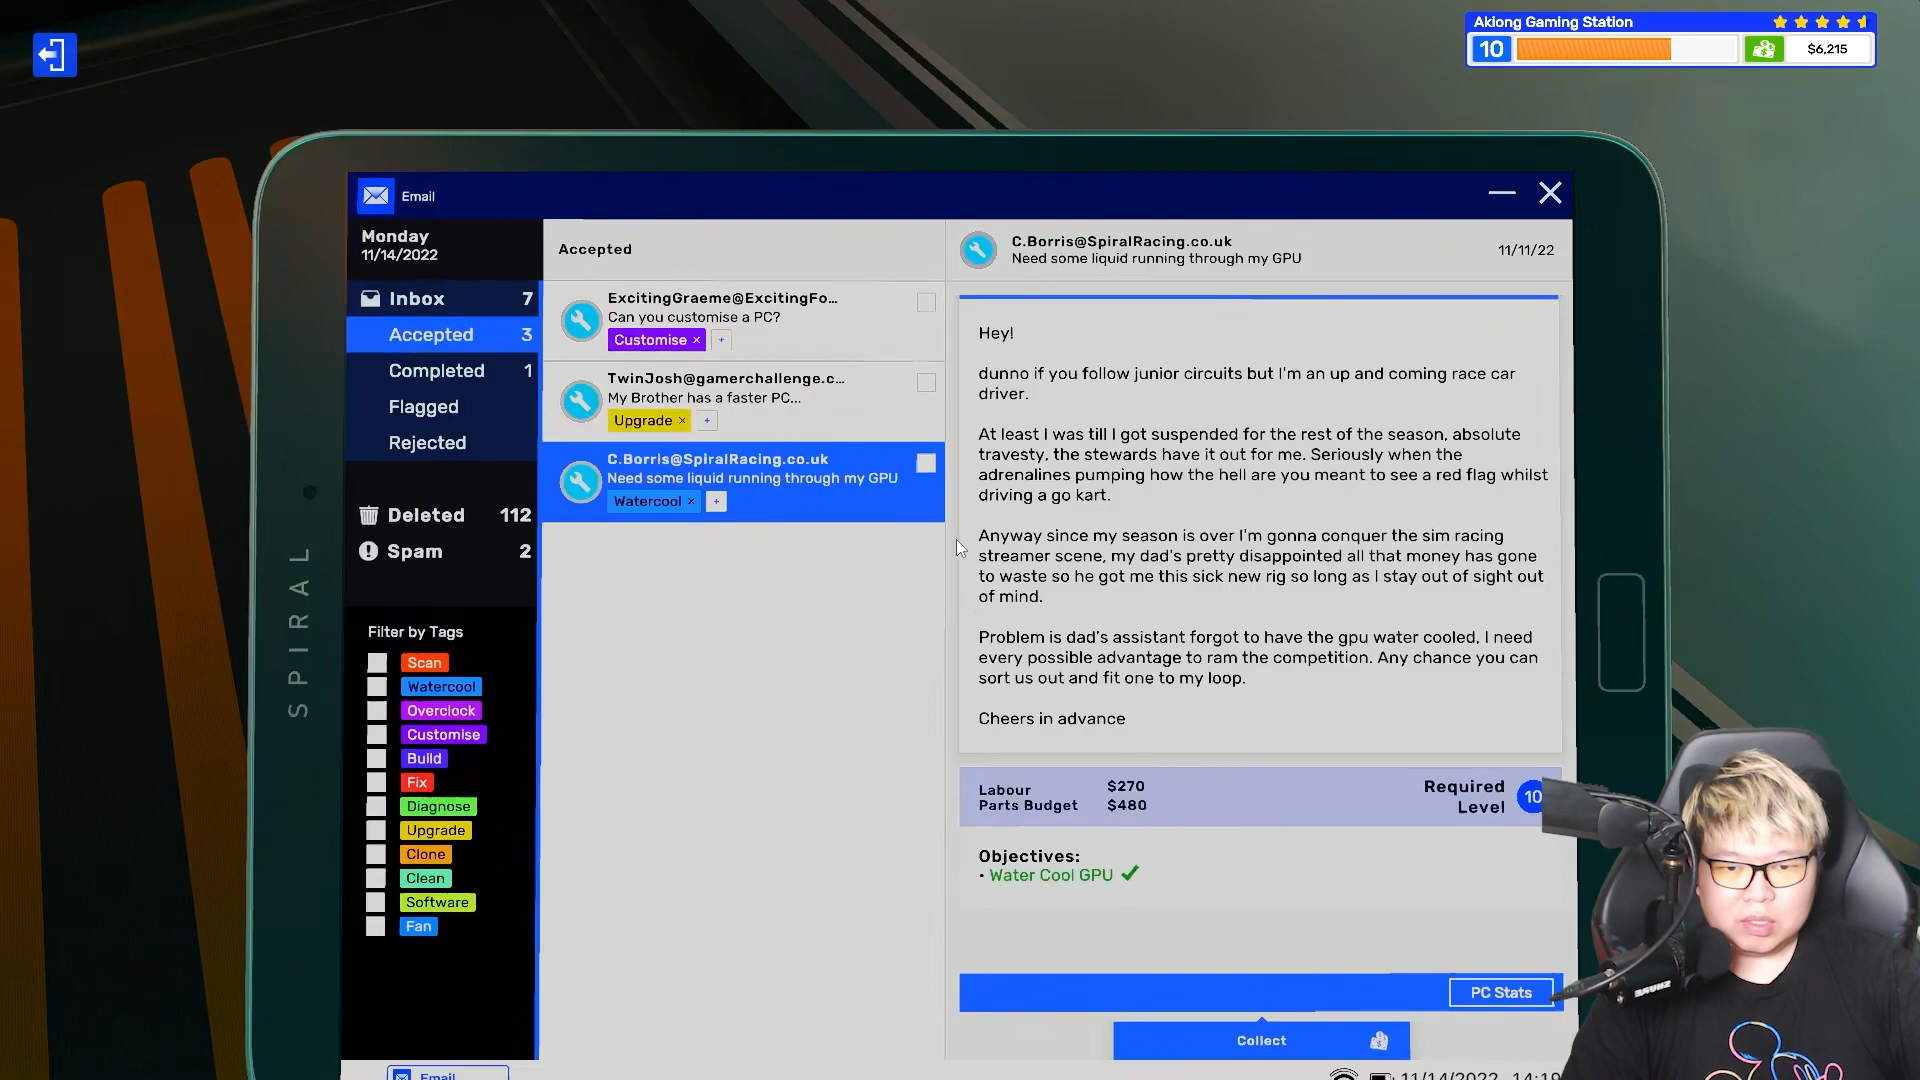 Akiong Gaming Station
10
$6,215
SPIRAL
Email
Monday
11/14/2022
Inbox 7
Accepted 3
Completed 1
Flagged
Rejected
Deleted 112
Spam 2
Filter by Tags
Scan
Watercool
Overclock
Customise
Build
Fix
Diagnose
Upgrade
Clone
Clean
Software
Fan
Accepted
ExcitingGraeme@ExcitingFo...
Can you customise a PC?
Customise × +
TwinJosh@gamerchallenge.c...
My Brother has a faster PC...
Upgrade × +
C.Borris@SpiralRacing.co.uk
Need some liquid running through my GPU
Watercool × +
C.Borris@SpiralRacing.co.uk
Need some liquid running through my GPU
11/11/22
Hey!
dunno if you follow junior circuits but I'm an up and coming race car
driver.
At least I was till I got suspended for the rest of the season, absolute
travesty, the stewards have it out for me. Seriously when the
adrenalines pumping how the hell are you meant to see a red flag whilst
driving a go kart.
Anyway since my season is over I'm gonna conquer the sim racing
streamer scene, my dad's pretty disappointed all that money has gone
to waste so he got me this sick new rig so long as I stay out of sight out
of mind.
Problem is dad's assistant forgot to have the gpu water cooled, I need
every possible advantage to ram the competition. Any chance you can
sort us out and fit one to my loop.
Cheers in advance
Labour $270
Parts Budget $480
Required
Level
10
Objectives:
• Water Cool GPU
PC Stats
Collect
Email
11/14/2022 14:19